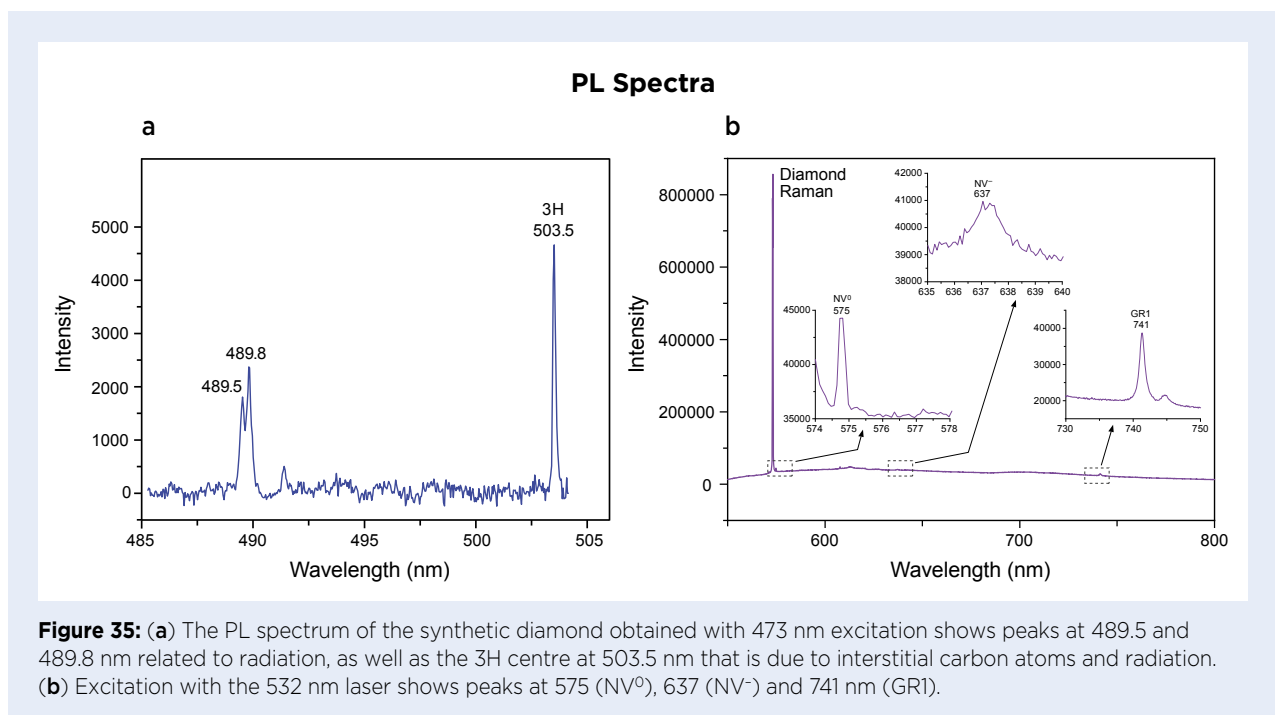 PL Spectra
a
b
5000
4000
3000
2000
1000
0
Intensity
485
490
495
500
505
Wavelength (nm)
489.5
489.8
3H
503.5
800000
600000
400000
200000
0
Intensity
600
700
800
Wavelength (nm)
Diamond
Raman
NV⁻
637
42000
41000
40000
39000
38000
635 636 637 638 639 640
NV⁰
575
45000
40000
35000
574 575 576 577 578
GR1
741
40000
30000
20000
730 740 750
Figure 35: (a) The PL spectrum of the synthetic diamond obtained with 473 nm excitation shows peaks at 489.5 and
489.8 nm related to radiation, as well as the 3H centre at 503.5 nm that is due to interstitial carbon atoms and radiation.
(b) Excitation with the 532 nm laser shows peaks at 575 (NV⁰), 637 (NV⁻) and 741 nm (GR1).